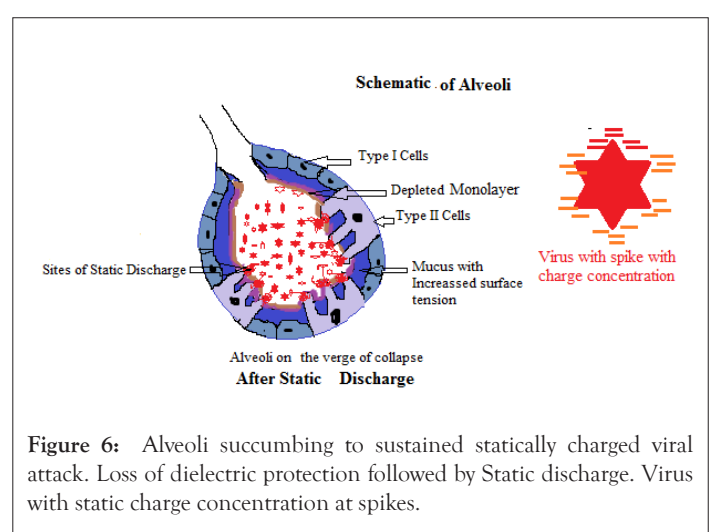 Schematic of Alveoli
Type I Cells
Depleted Monolayer
Type II Cells
Sites of Static Discharge
Mucus with
Increassed surface
tension
Virus with spike with
charge concentration
Alveoli on the verge of collapse
After Static Discharge
Figure 6: Alveoli succumbing to sustained statically charged viral
attack. Loss of dielectric protection followed by Static discharge. Virus
with static charge concentration at spikes.